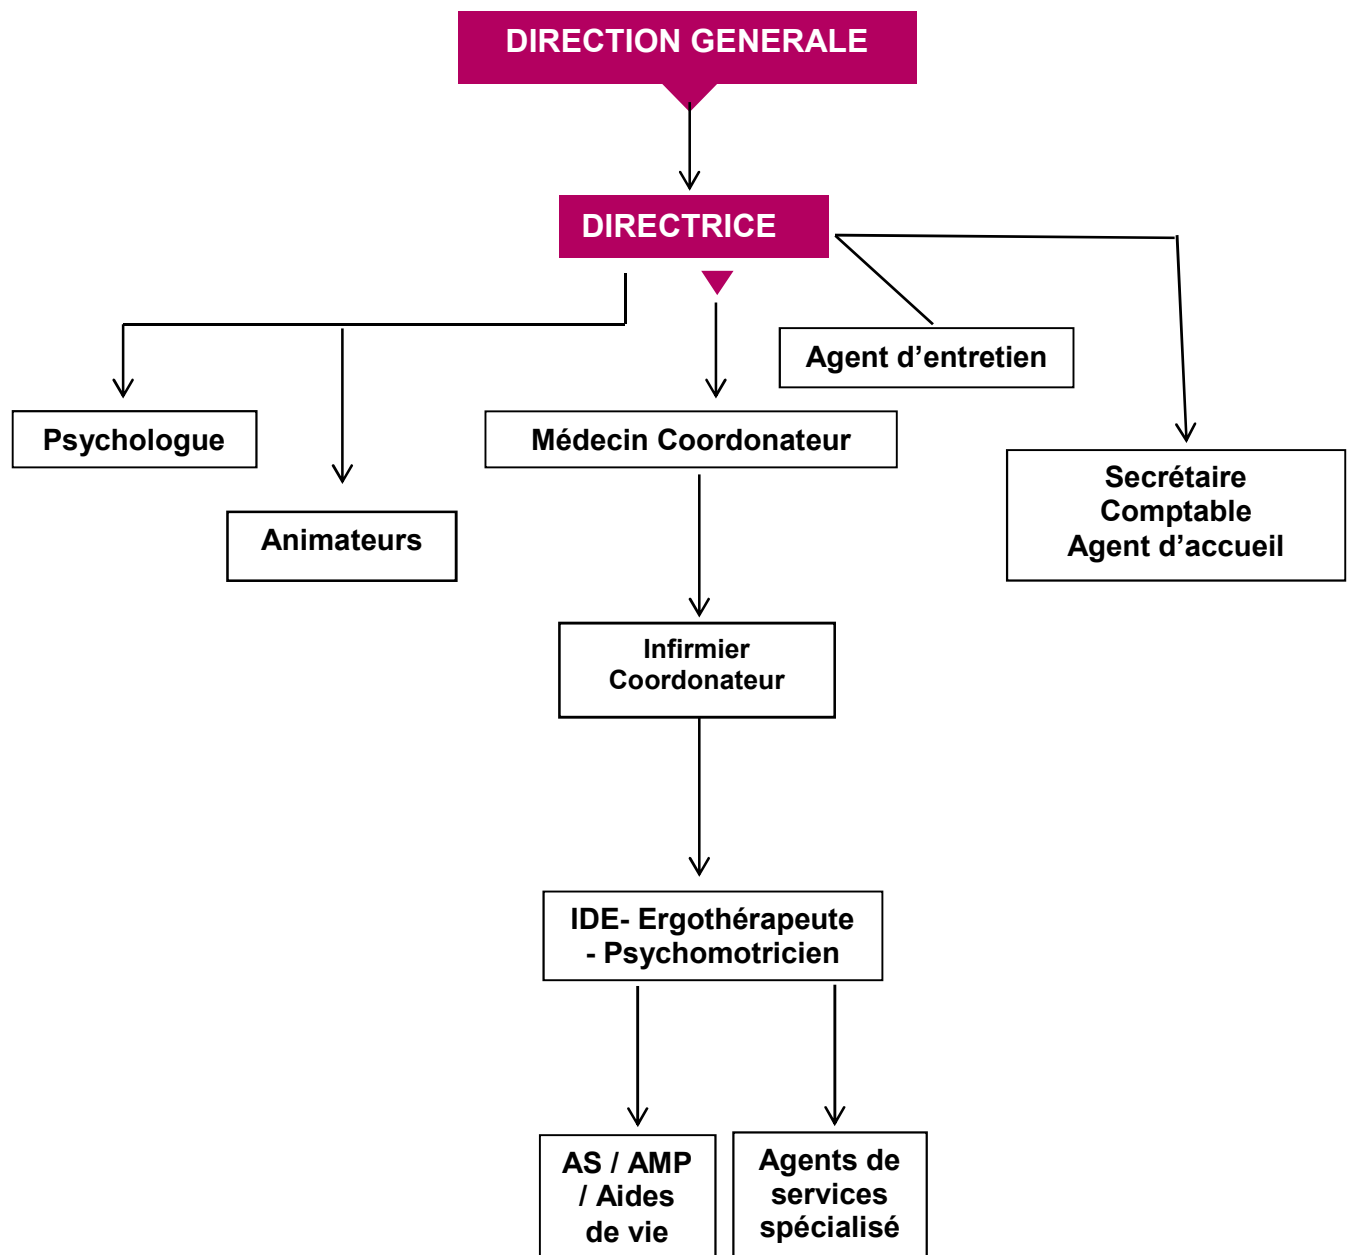 DIRECTION GENERALE
DIRECTRICE
Agent d’entretien
Psychologue
Médecin Coordonateur
Secrétaire
Comptable
Agent d’accueil
Animateurs
Infirmier
Coordonateur
IDE- Ergothérapeute
- Psychomotricien
AS / AMP
/ Aides
de vie
Agents de
services
spécialisé